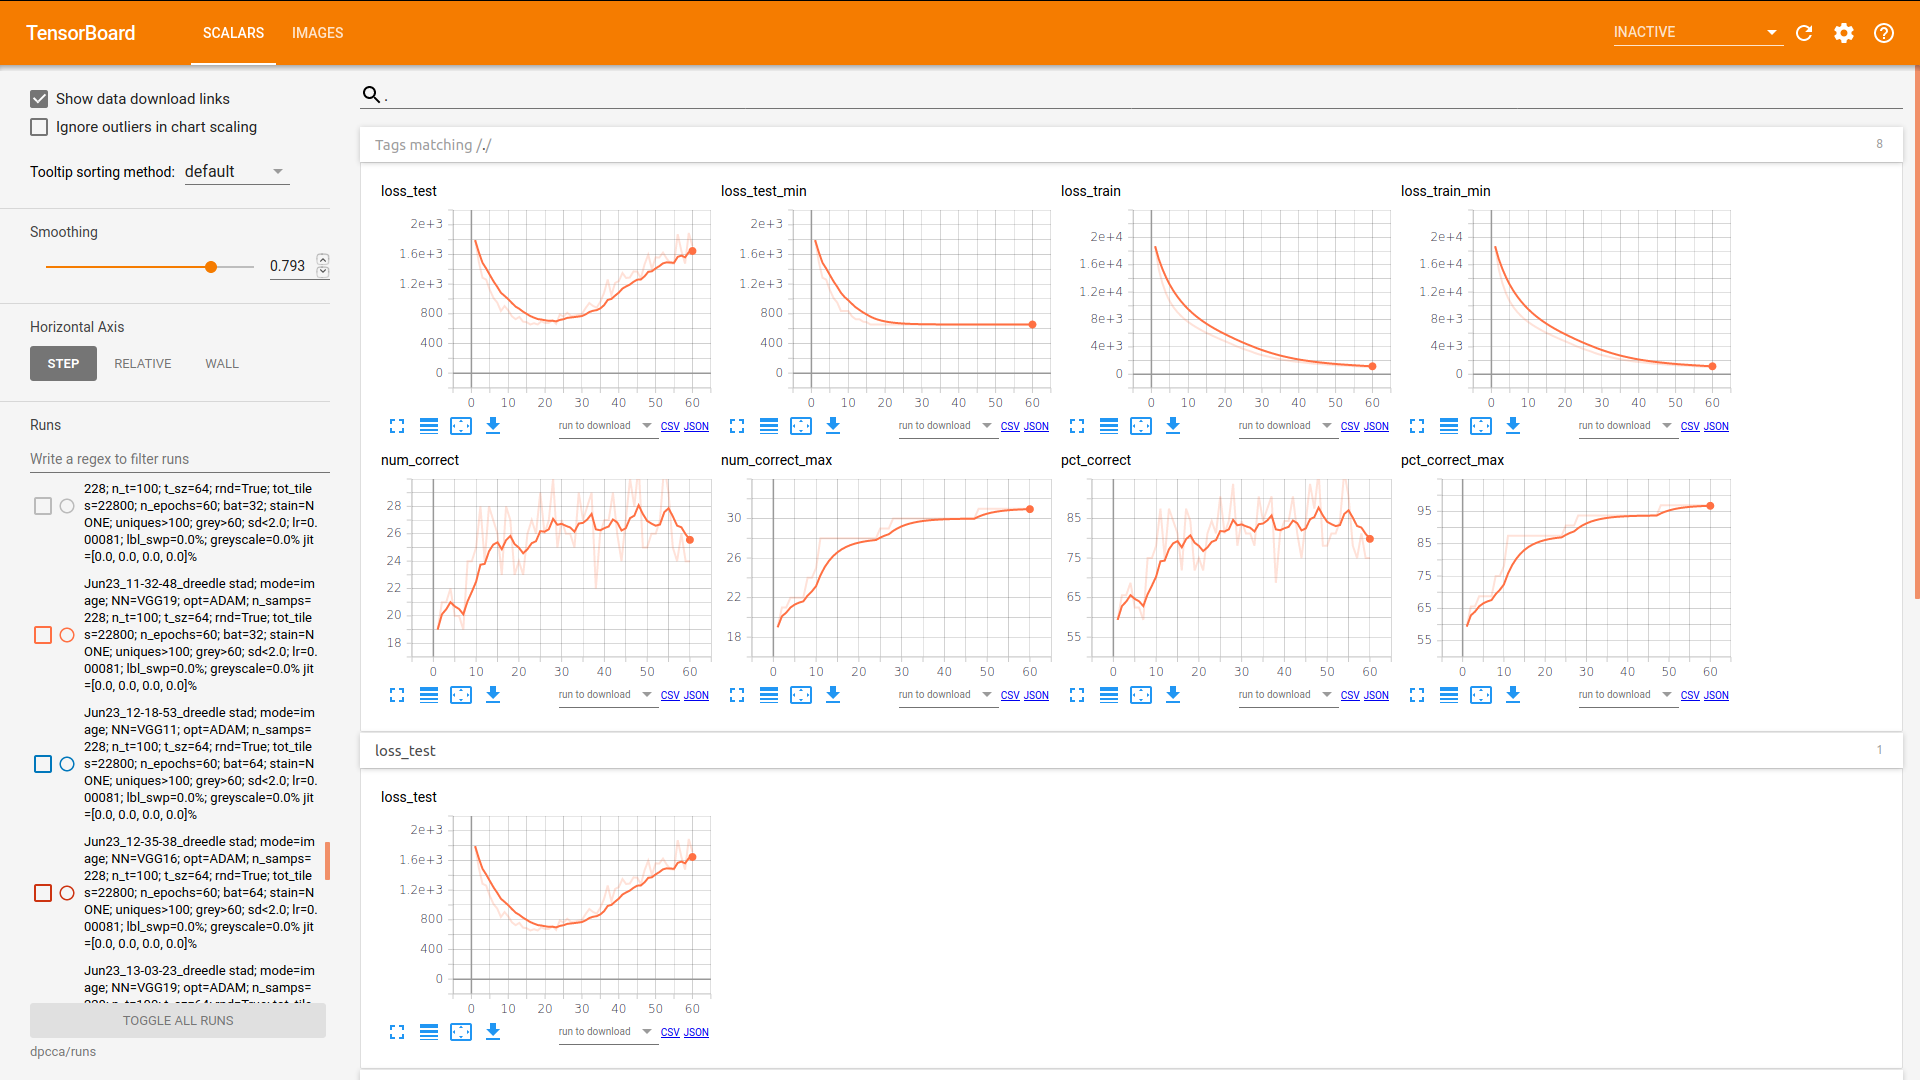 TensorBoard
SCALARS
IMAGES
INACTIVE
Show data download links
Ignore outliers in chart scaling
Tooltip sorting method: default
Smoothing
0.793
Horizontal Axis
STEP
RELATIVE
WALL
Runs
Write a regex to filter runs
228; n_t=100; t_sz=64; rnd=True; tot_tile
s=22800; n_epochs=60; bat=32; stain=N
ONE; uniques>100; grey>60; sd<2.0; lr=0.
00081; lbl_swp=0.0%; greyscale=0.0% jit
=[0.0, 0.0, 0.0, 0.0]%
Jun23_11-32-48_dreedle stad; mode=im
age; NN=VGG19; opt=ADAM; n_samps=
228; n_t=100; t_sz=64; rnd=True; tot_tile
s=22800; n_epochs=60; bat=32; stain=N
ONE; uniques>100; grey>60; sd<2.0; lr=0.
00081; lbl_swp=0.0%; greyscale=0.0% jit
=[0.0, 0.0, 0.0, 0.0]%
Jun23_12-18-53_dreedle stad; mode=im
age; NN=VGG11; opt=ADAM; n_samps=
228; n_t=100; t_sz=64; rnd=True; tot_tile
s=22800; n_epochs=60; bat=64; stain=N
ONE; uniques>100; grey>60; sd<2.0; lr=0.
00081; lbl_swp=0.0%; greyscale=0.0% jit
=[0.0, 0.0, 0.0, 0.0]%
Jun23_12-35-38_dreedle stad; mode=im
age; NN=VGG16; opt=ADAM; n_samps=
228; n_t=100; t_sz=64; rnd=True; tot_tile
s=22800; n_epochs=60; bat=64; stain=N
ONE; uniques>100; grey>60; sd<2.0; lr=0.
00081; lbl_swp=0.0%; greyscale=0.0% jit
=[0.0, 0.0, 0.0, 0.0]%
Jun23_13-03-23_dreedle stad; mode=im
age; NN=VGG19; opt=ADAM; n_samps=
TOGGLE ALL RUNS
dpcca/runs
.
Tags matching /./
8
loss_test
2e+3
1.6e+3
1.2e+3
800
400
0
0 10 20 30 40 50 60
run to download CSV JSON
loss_test_min
2e+3
1.6e+3
1.2e+3
800
400
0
0 10 20 30 40 50 60
run to download CSV JSON
loss_train
2e+4
1.6e+4
1.2e+4
8e+3
4e+3
0
0 10 20 30 40 50 60
run to download CSV JSON
loss_train_min
2e+4
1.6e+4
1.2e+4
8e+3
4e+3
0
0 10 20 30 40 50 60
run to download CSV JSON
num_correct
28
26
24
22
20
18
0 10 20 30 40 50 60
run to download CSV JSON
num_correct_max
30
26
22
18
0 10 20 30 40 50 60
run to download CSV JSON
pct_correct
85
75
65
55
0 10 20 30 40 50 60
run to download CSV JSON
pct_correct_max
95
85
75
65
55
0 10 20 30 40 50 60
run to download CSV JSON
loss_test
1
loss_test
2e+3
1.6e+3
1.2e+3
800
400
0
0 10 20 30 40 50 60
run to download CSV JSON